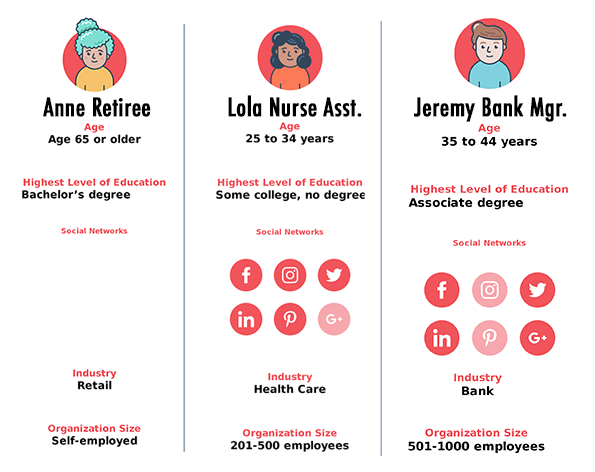 Anne Retiree
Age
Age 65 or older
Highest Level of Education
Bachelor’s degree
Social Networks
Industry
Retail
Organization Size
Self-employed
Lola Nurse Asst.
Age
25 to 34 years
Highest Level of Education
Some college, no degree
Social Networks
f
in
G+
Industry
Health Care
Organization Size
201-500 employees
Jeremy Bank Mgr.
Age
35 to 44 years
Highest Level of Education
Associate degree
Social Networks
f
in
G+
Industry
Bank
Organization Size
501-1000 employees